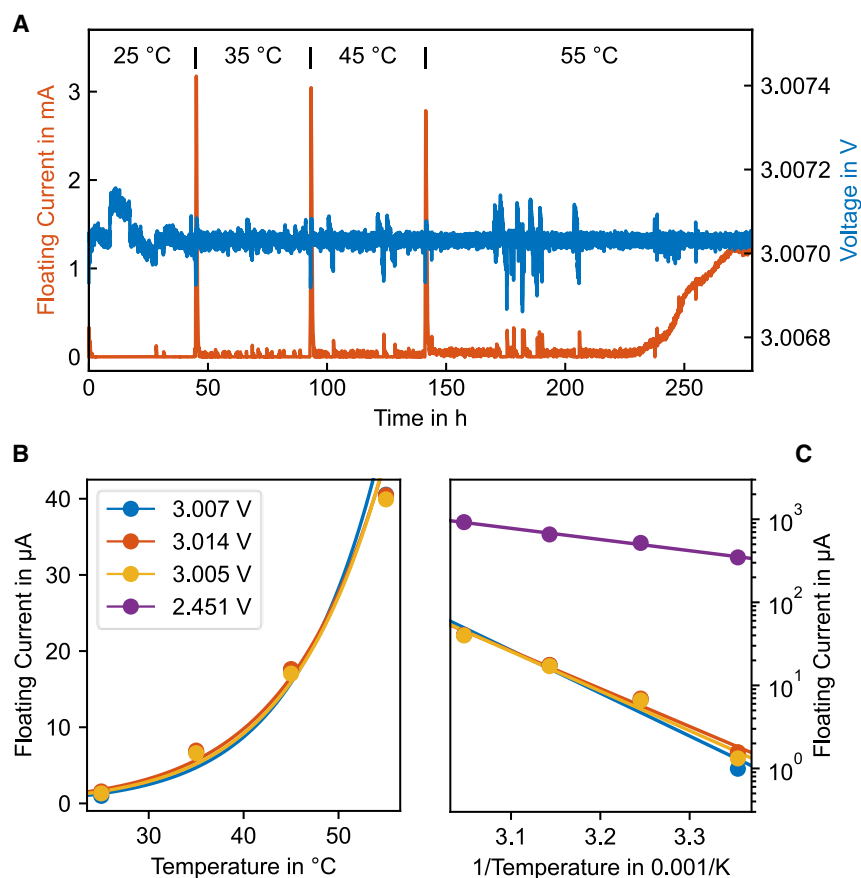 A
25 °C | 35 °C | 45 °C | 55 °C
Floating Current in mA
3
2
1
0
3.0074
3.0072
3.0070
3.0068
Voltage in V
0 50 100 150 200 250
Time in h
B
40
30
20
10
0
Floating Current in µA
3.007 V
3.014 V
3.005 V
2.451 V
30 40 50
Temperature in °C
C
10³
10²
10¹
10⁰
Floating Current in µA
3.1 3.2 3.3
1/Temperature in 0.001/K